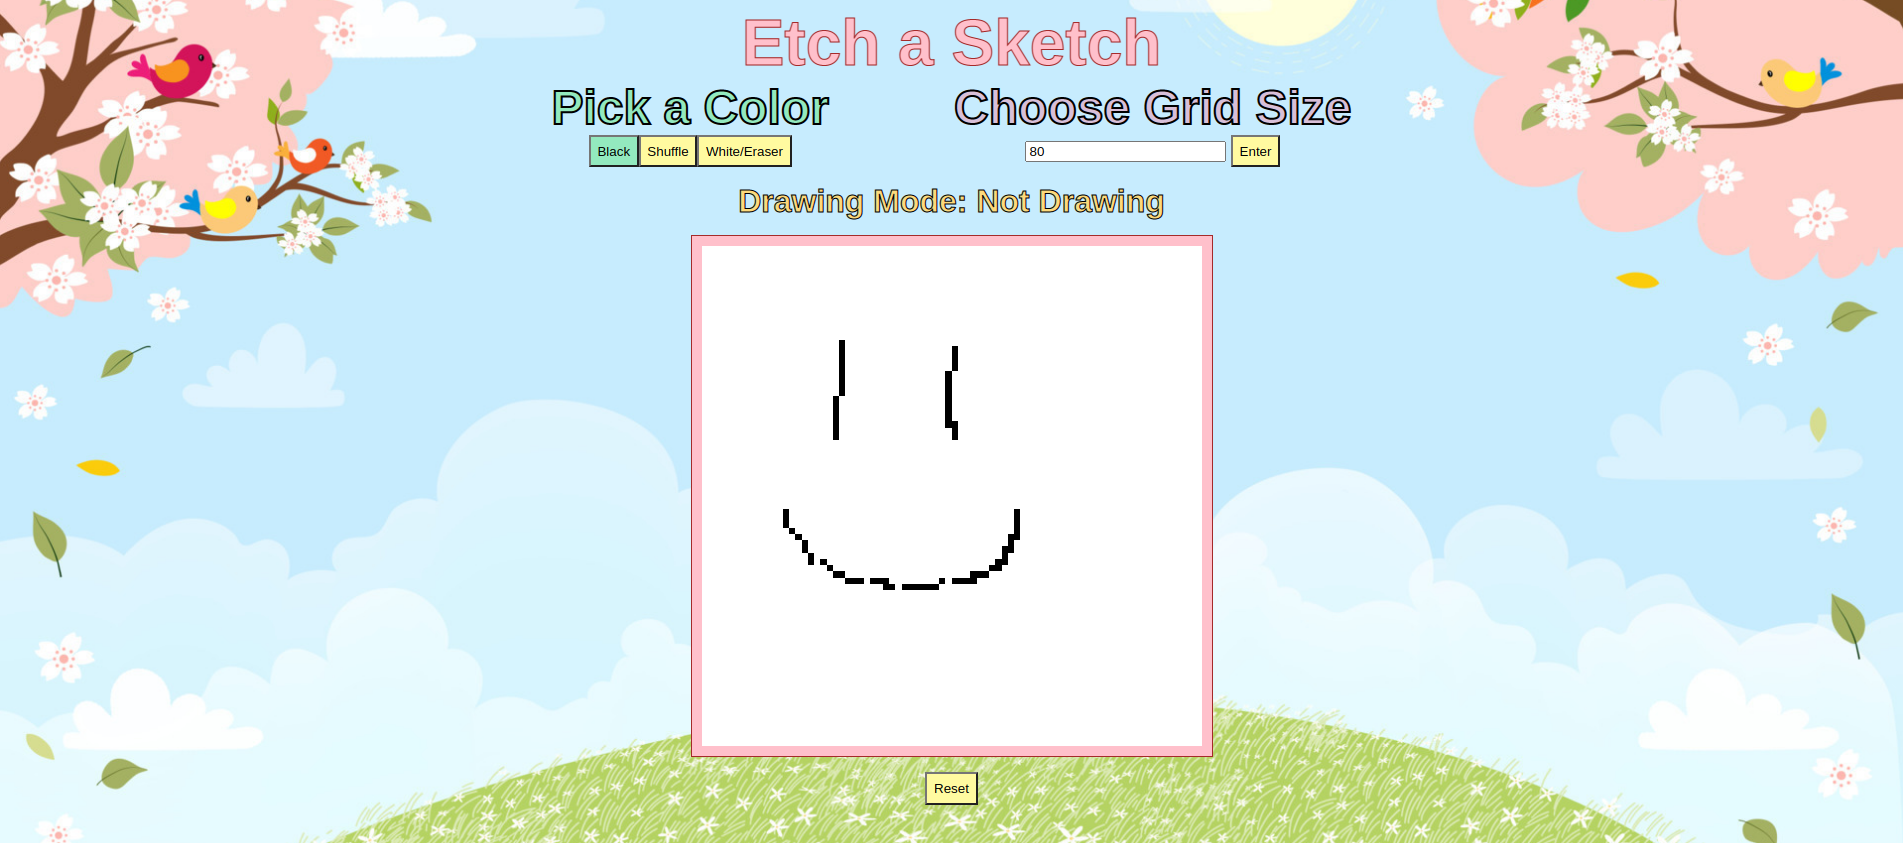 Etch a Sketch
Pick a Color
Choose Grid Size
Black Shuffle White/Eraser
80 Enter
Drawing Mode: Not Drawing
Reset